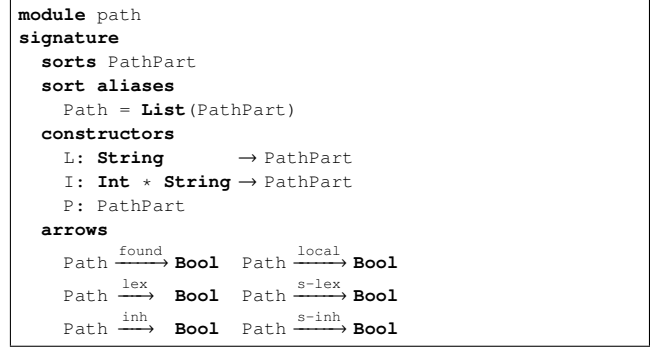 module path
signature
sorts PathPart
sort aliases
Path = List(PathPart)
constructors
L: String → PathPart
I: Int * String → PathPart
P: PathPart
arrows
Path found→ Bool Path local→ Bool
Path lex→ Bool Path s-lex→ Bool
Path inh→ Bool Path s-inh→ Bool